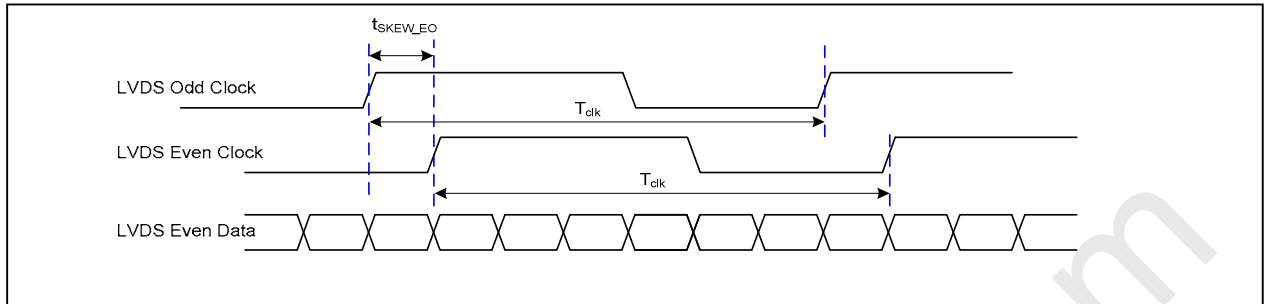 tSKEW_EO
LVDS Odd Clock
Tclk
LVDS Even Clock
Tclk
LVDS Even Data
m